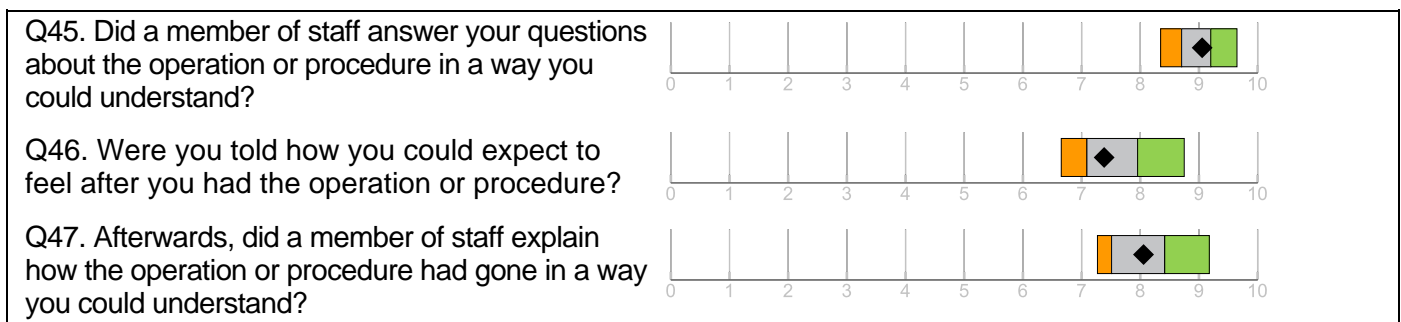 Q45. Did a member of staff answer your questions
about the operation or procedure in a way you
could understand?
0 1 2 3 4 5 6 7 8 9 10
Q46. Were you told how you could expect to
feel after you had the operation or procedure?
0 1 2 3 4 5 6 7 8 9 10
Q47. Afterwards, did a member of staff explain
how the operation or procedure had gone in a way
you could understand?
0 1 2 3 4 5 6 7 8 9 10